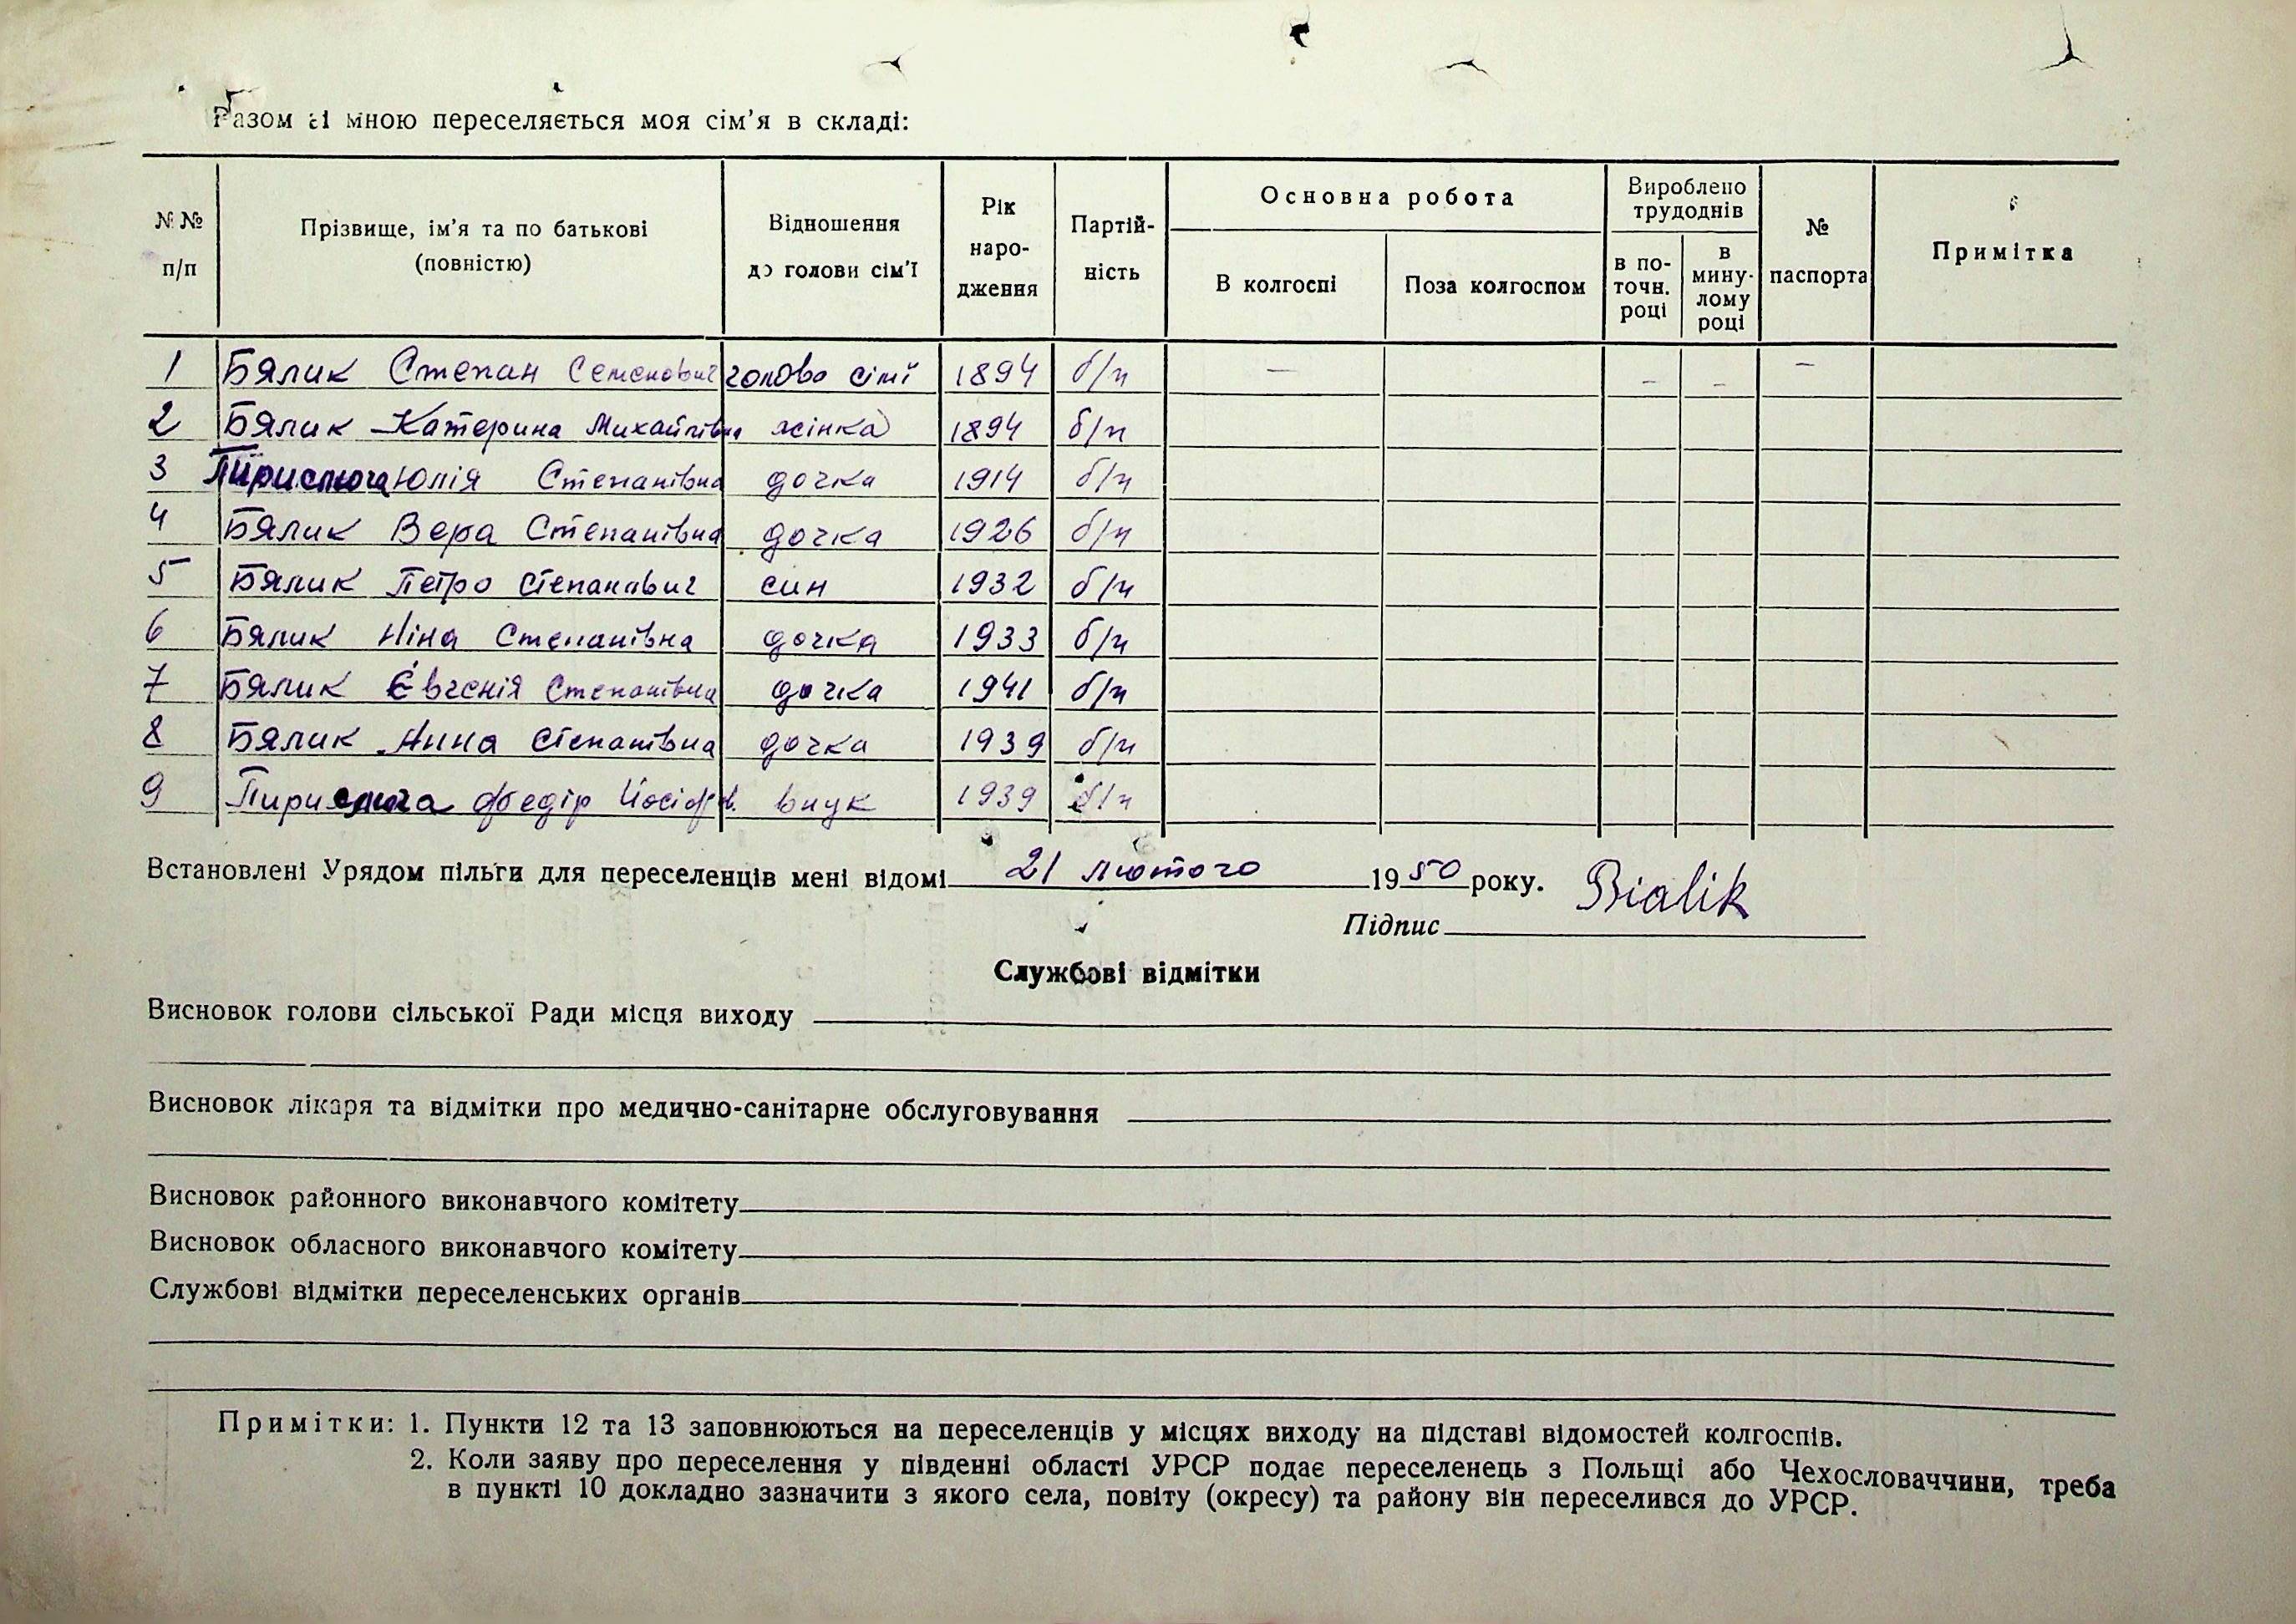 Разом зі мною переселяється моя сім'я в складі:
№№ п/п | Прізвище, ім'я та по батькові (повністю) | Відношення до голови сім'ї | Рік народження | Партійність | Основна робота | Вироблено трудоднів | № паспорта | Примітка
В колгоспі | Поза колгоспом | в поточн. році | в минулому році
1 Бялик Степан Семенович голова сімї 1894 б/п — — — —
2 Бялик Катерина Михайлівна жінка 1894 б/п
3 Юлія Степанівна дочка 1914 б/п
4 Бялик Вера Степанівна дочка 1926 б/п
5 Бялик Петро Степанович син 1932 б/п
6 Бялик Ніна Степанівна дочка 1933 б/п
7 Бялик Євгенія Степанівна дочка 1941 б/п
8 Бялик Анна Степанівна дочка 1939 б/п
9 Федір Йосіф. внук 1939 б/п
Встановлені Урядом пільги для переселенців мені відомі 21 лютого 1950 року.
Підпис Bialik
Службові відмітки
Висновок голови сільської Ради місця виходу
Висновок лікаря та відмітки про медично-санітарне обслуговування
Висновок районного виконавчого комітету
Висновок обласного виконавчого комітету
Службові відмітки переселенських органів
Примітки: 1. Пункти 12 та 13 заповнюються на переселенців у місцях виходу на підставі відомостей колгоспів.
2. Коли заяву про переселення у південні області УРСР подає переселенець з Польщі або Чехословаччини, треба
в пункті 10 докладно зазначити з якого села, повіту (окресу) та району він переселився до УРСР.